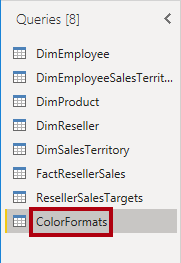 Queries [8]
DimEmployee
DimEmployeeSalesTerrit...
DimProduct
DimReseller
DimSalesTerritory
FactResellerSales
ResellerSalesTargets
ColorFormats